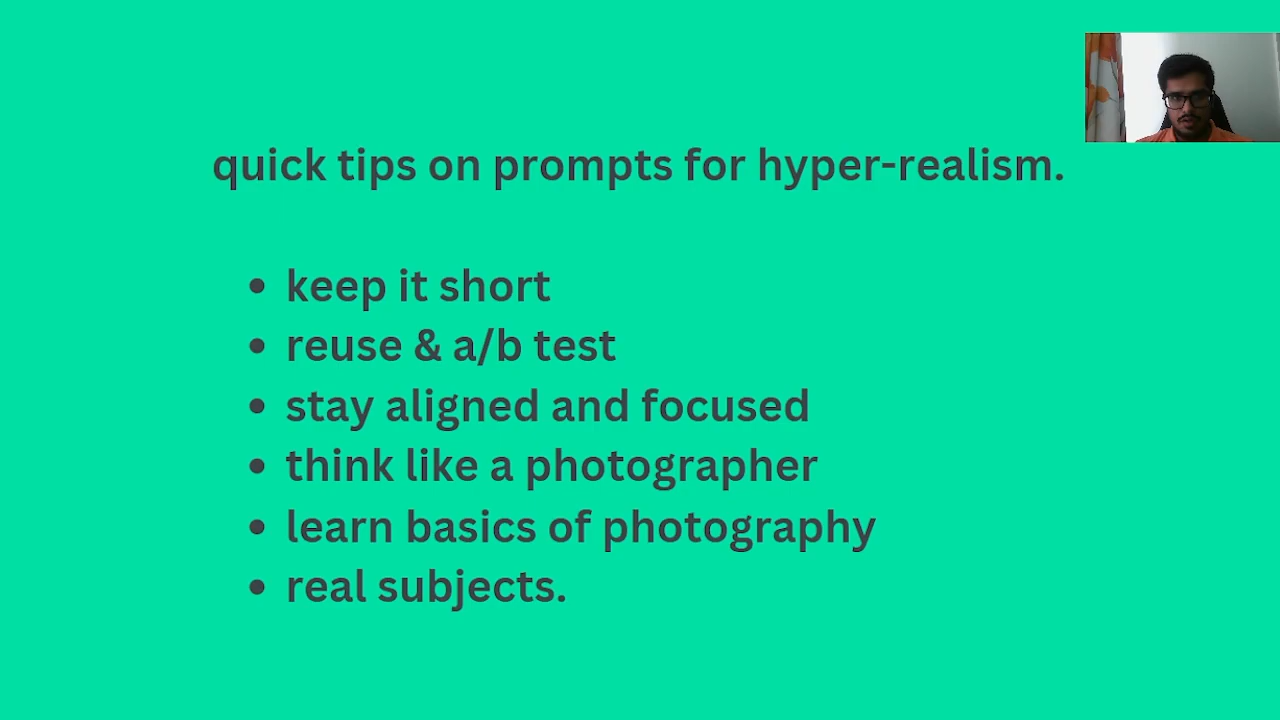 quick tips on prompts for hyper-realism.
• keep it short
• reuse & a/b test
• stay aligned and focused
• think like a photographer
• learn basics of photography
• real subjects.